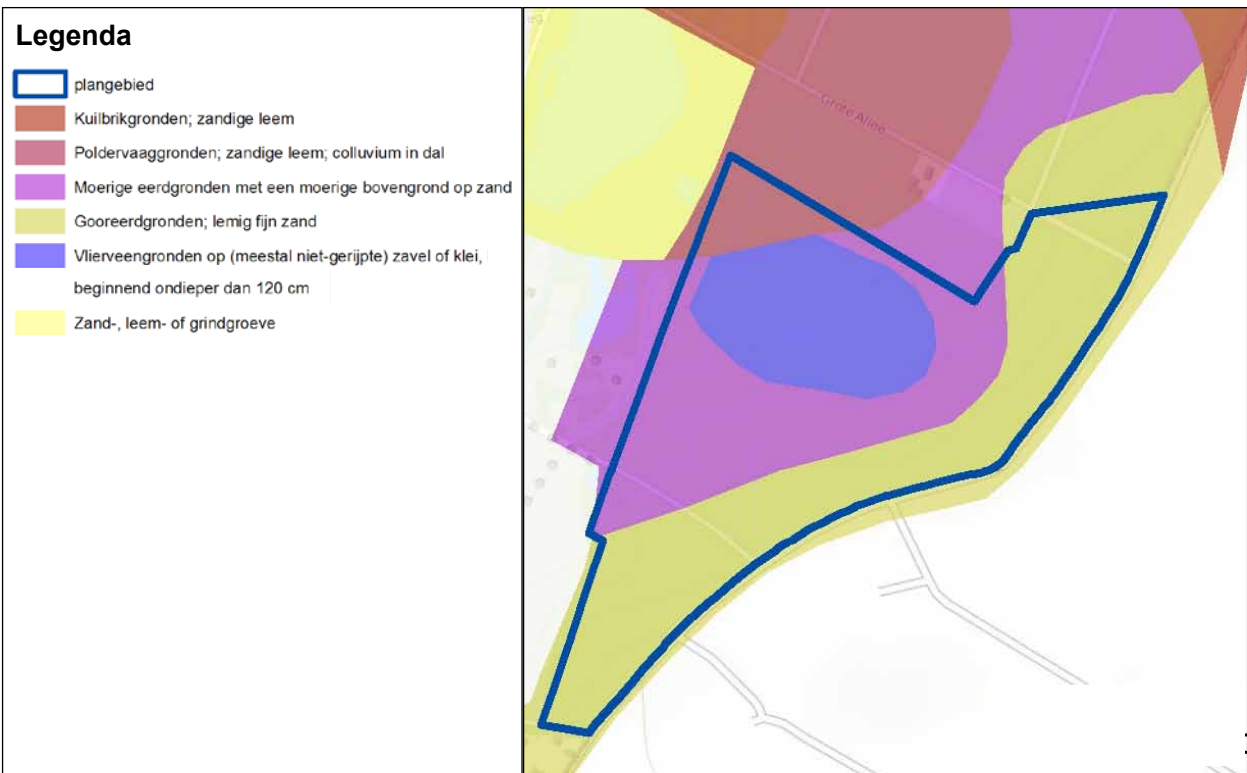 Legenda
plangebied
Kuilbrikgronden; zandige leem
Poldervaaggronden; zandige leem; colluvium in dal
Moerige eerdgronden met een moerige bovengrond op zand
Gooreerdgronden; lemig fijn zand
Vlierveengronden op (meestal niet-gerijpte) zavel of klei,
beginnend ondieper dan 120 cm
Zand-, leem- of grindgroeve
Grote Allee